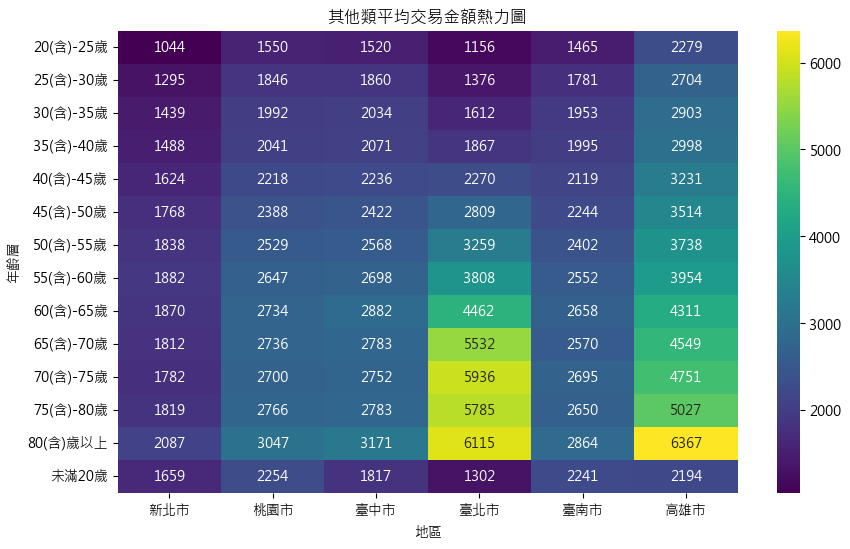 其他類平均交易金額熱力圖
20(含)-25歲 1044 1550 1520 1156 1465 2279
25(含)-30歲 1295 1846 1860 1376 1781 2704
30(含)-35歲 1439 1992 2034 1612 1953 2903
35(含)-40歲 1488 2041 2071 1867 1995 2998
40(含)-45歲 1624 2218 2236 2270 2119 3231
45(含)-50歲 1768 2388 2422 2809 2244 3514
50(含)-55歲 1838 2529 2568 3259 2402 3738
55(含)-60歲 1882 2647 2698 3808 2552 3954
60(含)-65歲 1870 2734 2882 4462 2658 4311
65(含)-70歲 1812 2736 2783 5532 2570 4549
70(含)-75歲 1782 2700 2752 5936 2695 4751
75(含)-80歲 1819 2766 2783 5785 2650 5027
80(含)歲以上 2087 3047 3171 6115 2864 6367
未滿20歲 1659 2254 1817 1302 2241 2194
新北市 桃園市 臺中市 臺北市 臺南市 高雄市
地區
年齡層
6000
5000
4000
3000
2000